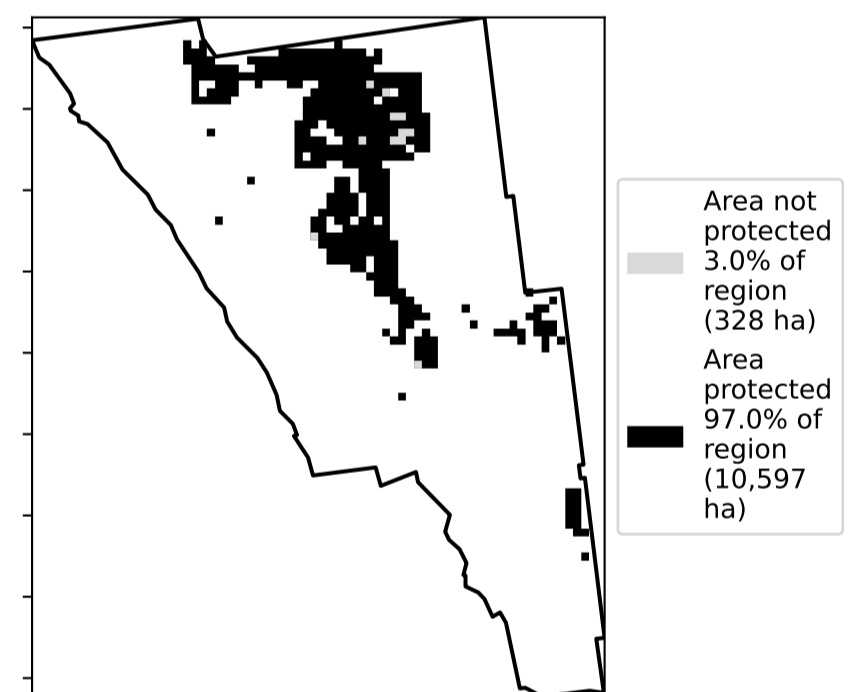 Area not
protected
3.0% of
region
(328 ha)
Area
protected
97.0% of
region
(10,597
ha)